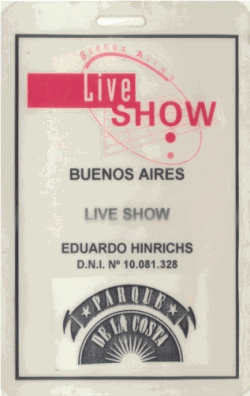 Buenos Aires
Live
SHOW
BUENOS AIRES
LIVE SHOW
EDUARDO HINRICHS
D.N.I. Nº 10.081.328
PARQUE
DE LA COSTA